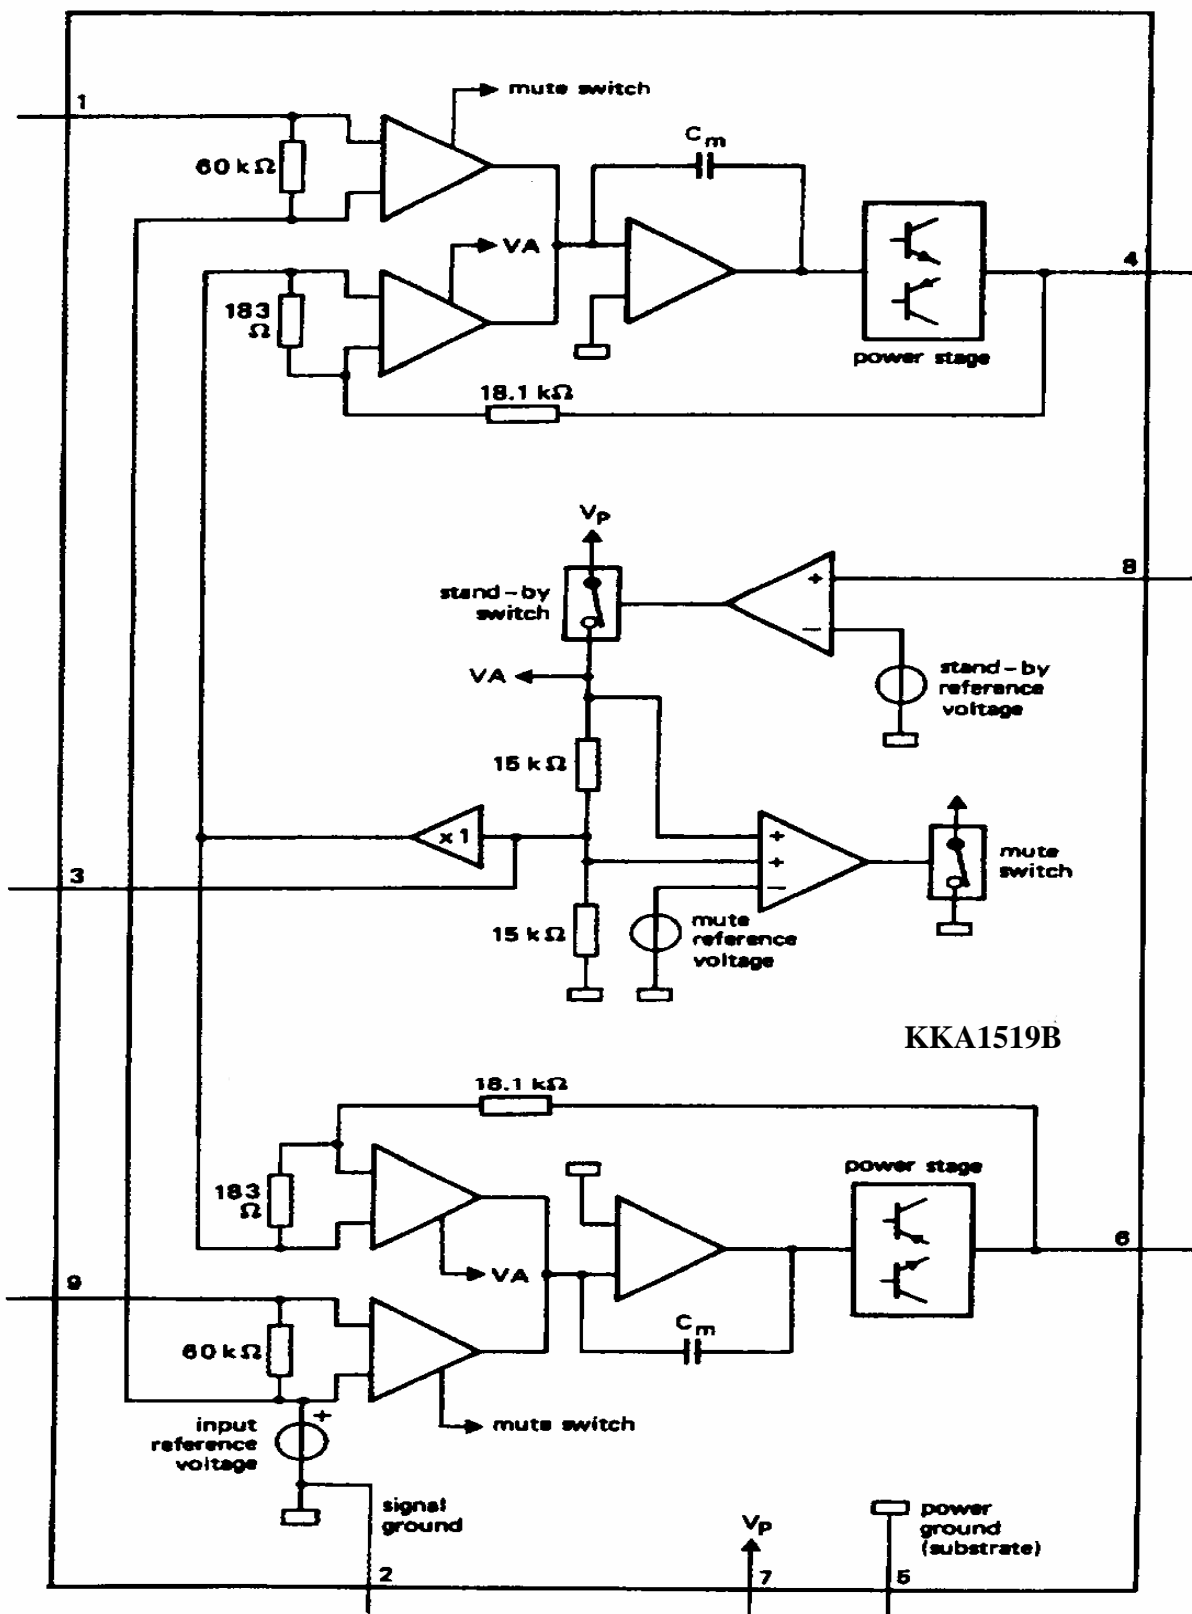 1
mute switch
60 kΩ
Cm
VA
4
183
Ω
power stage
18.1 kΩ
VP
8
stand-by
switch
+
−
VA
stand-by
reference
voltage
15 kΩ
x 1
+
+
−
mute
switch
3
15 kΩ
mute
reference
voltage
KKA1519B
18.1 kΩ
power stage
183
Ω
6
VA
9
Cm
60 kΩ
+
input
reference
voltage
mute switch
signal
ground
VP
power
ground
(substrate)
2
7
5